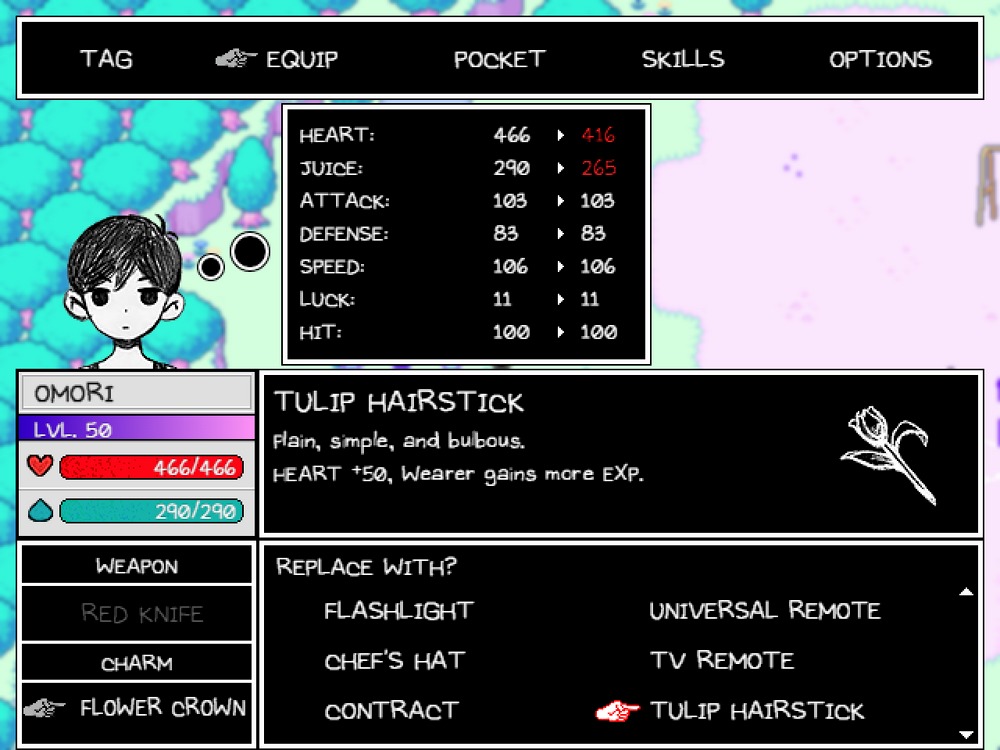 TAG EQUIP POCKET SKILLS OPTIONS
HEART: 466 416
JUICE: 290 265
ATTACK: 103 103
DEFENSE: 83 83
SPEED: 106 106
LUCK: 11 11
HIT: 100 100
OMORI
LVL. 50
466/466
290/290
TULIP HAIRSTICK
Plain, simple, and bulbous.
HEART +50, Wearer gains more EXP.
WEAPON
RED KNIFE
CHARM
FLOWER CROWN
REPLACE WITH?
FLASHLIGHT UNIVERSAL REMOTE
CHEF'S HAT TV REMOTE
CONTRACT TULIP HAIRSTICK